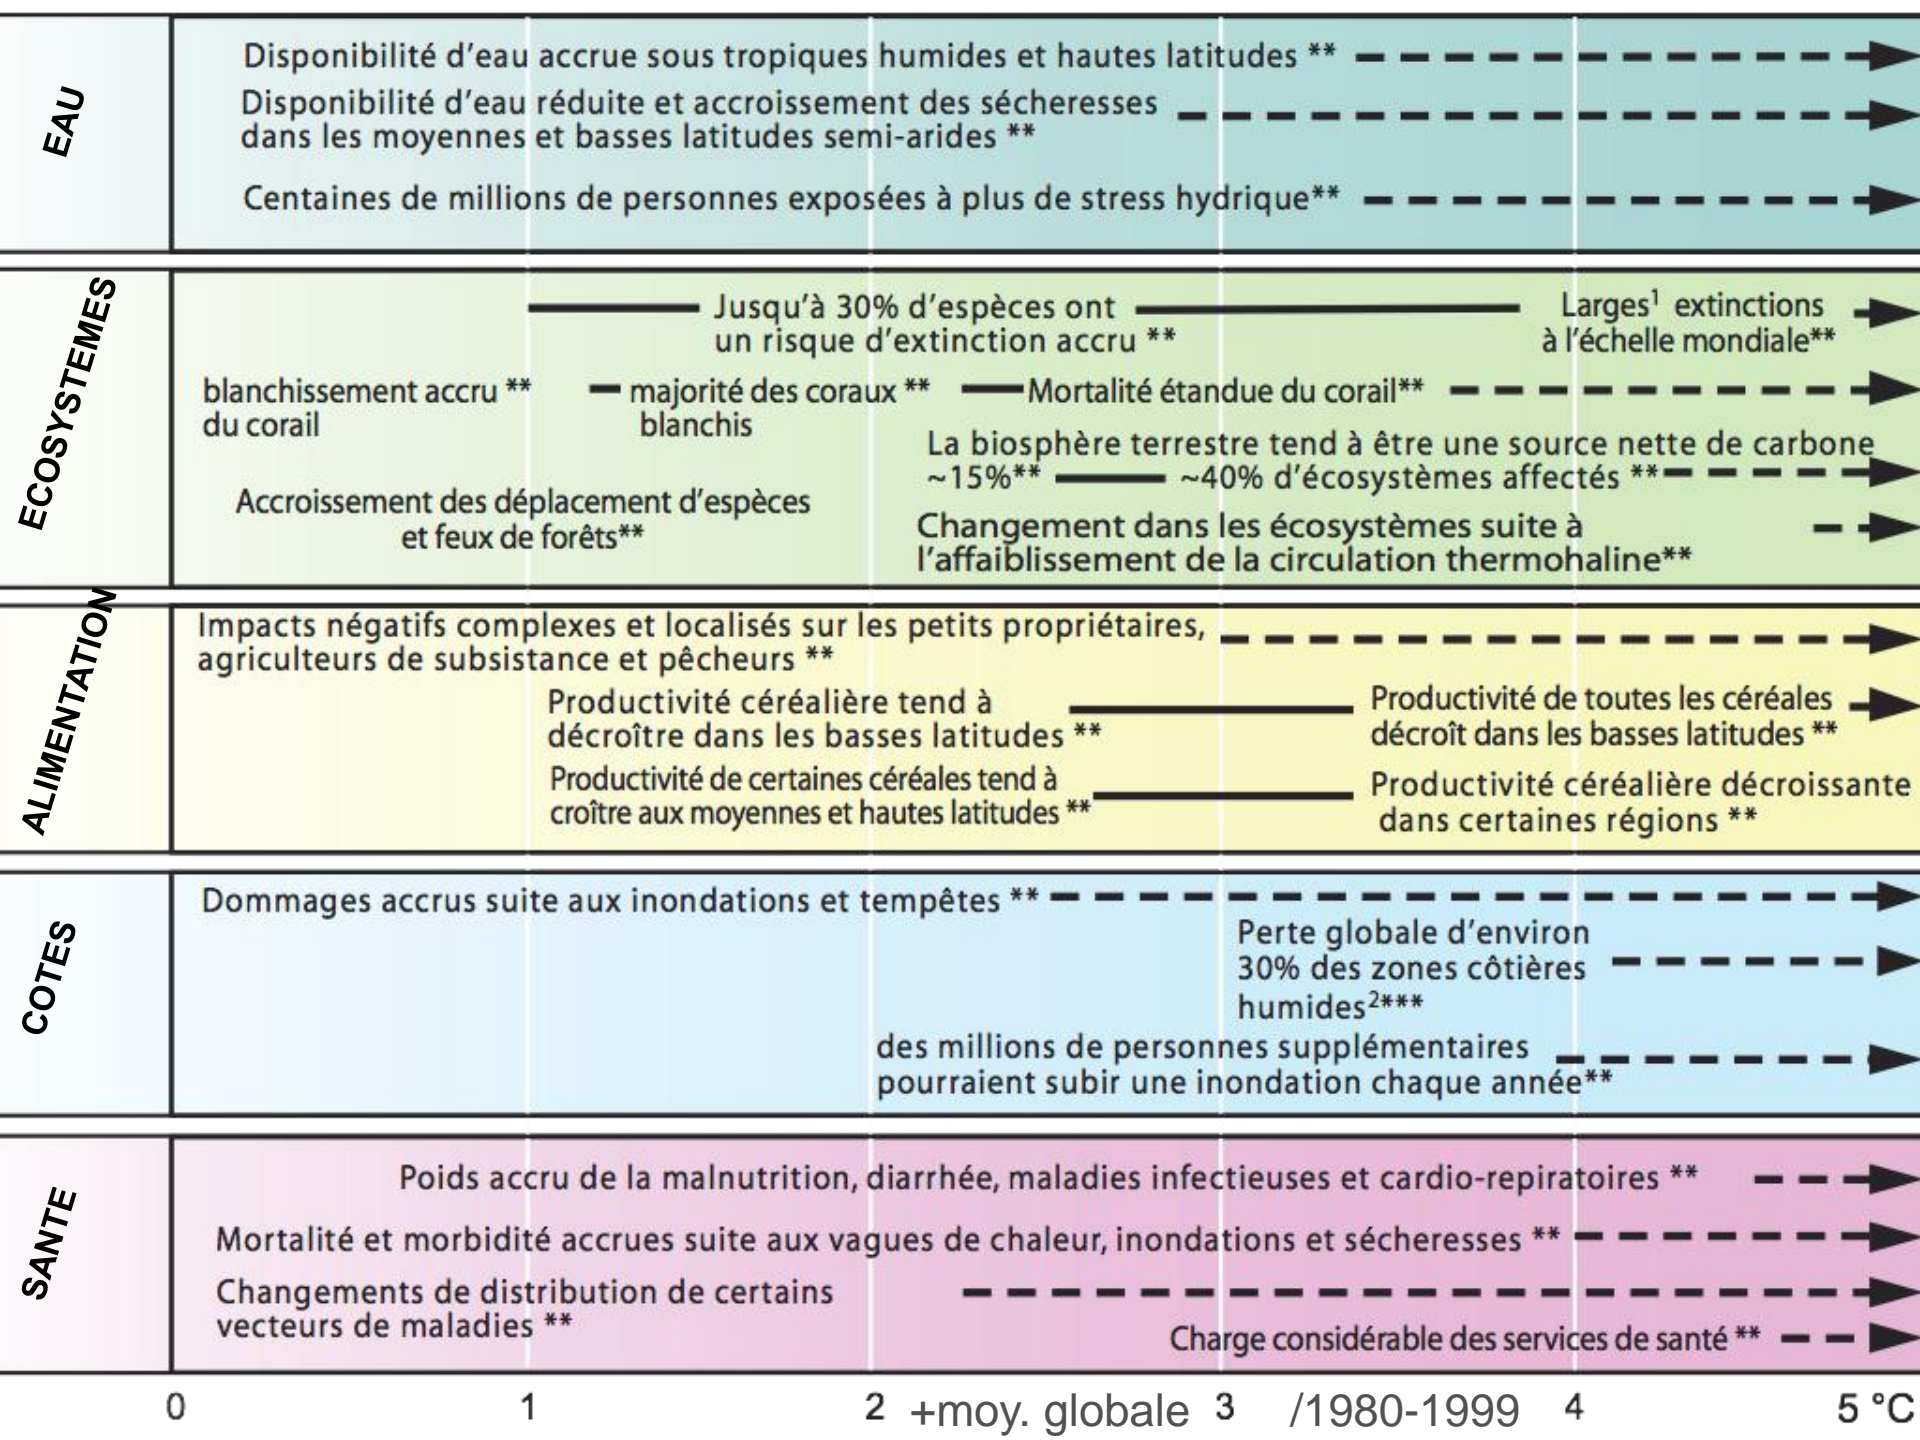 EAU
Disponibilité d'eau accrue sous tropiques humides et hautes latitudes **
Disponibilité d'eau réduite et accroissement des sécheresses
dans les moyennes et basses latitudes semi-arides **
Centaines de millions de personnes exposées à plus de stress hydrique**
ECOSYSTEMES
Jusqu'à 30% d'espèces ont
un risque d'extinction accru **
Larges¹ extinctions
à l'échelle mondiale**
blanchissement accru **
du corail
majorité des coraux **
blanchis
Mortalité étandue du corail**
La biosphère terrestre tend à être une source nette de carbone
~15%** ~40% d'écosystèmes affectés **
Accroissement des déplacement d'espèces
et feux de forêts**
Changement dans les écosystèmes suite à
l'affaiblissement de la circulation thermohaline**
ALIMENTATION
Impacts négatifs complexes et localisés sur les petits propriétaires,
agriculteurs de subsistance et pêcheurs **
Productivité céréalière tend à
décroître dans les basses latitudes **
Productivité de toutes les céréales
décroît dans les basses latitudes **
Productivité de certaines céréales tend à
croître aux moyennes et hautes latitudes **
Productivité céréalière décroissante
dans certaines régions **
COTES
Dommages accrus suite aux inondations et tempêtes **
Perte globale d'environ
30% des zones côtières
humides²***
des millions de personnes supplémentaires
pourraient subir une inondation chaque année**
SANTE
Poids accru de la malnutrition, diarrhée, maladies infectieuses et cardio-repiratoires **
Mortalité et morbidité accrues suite aux vagues de chaleur, inondations et sécheresses **
Changements de distribution de certains
vecteurs de maladies **
Charge considérable des services de santé **
0 1 2 +moy. globale 3 /1980-1999 4 5 °C